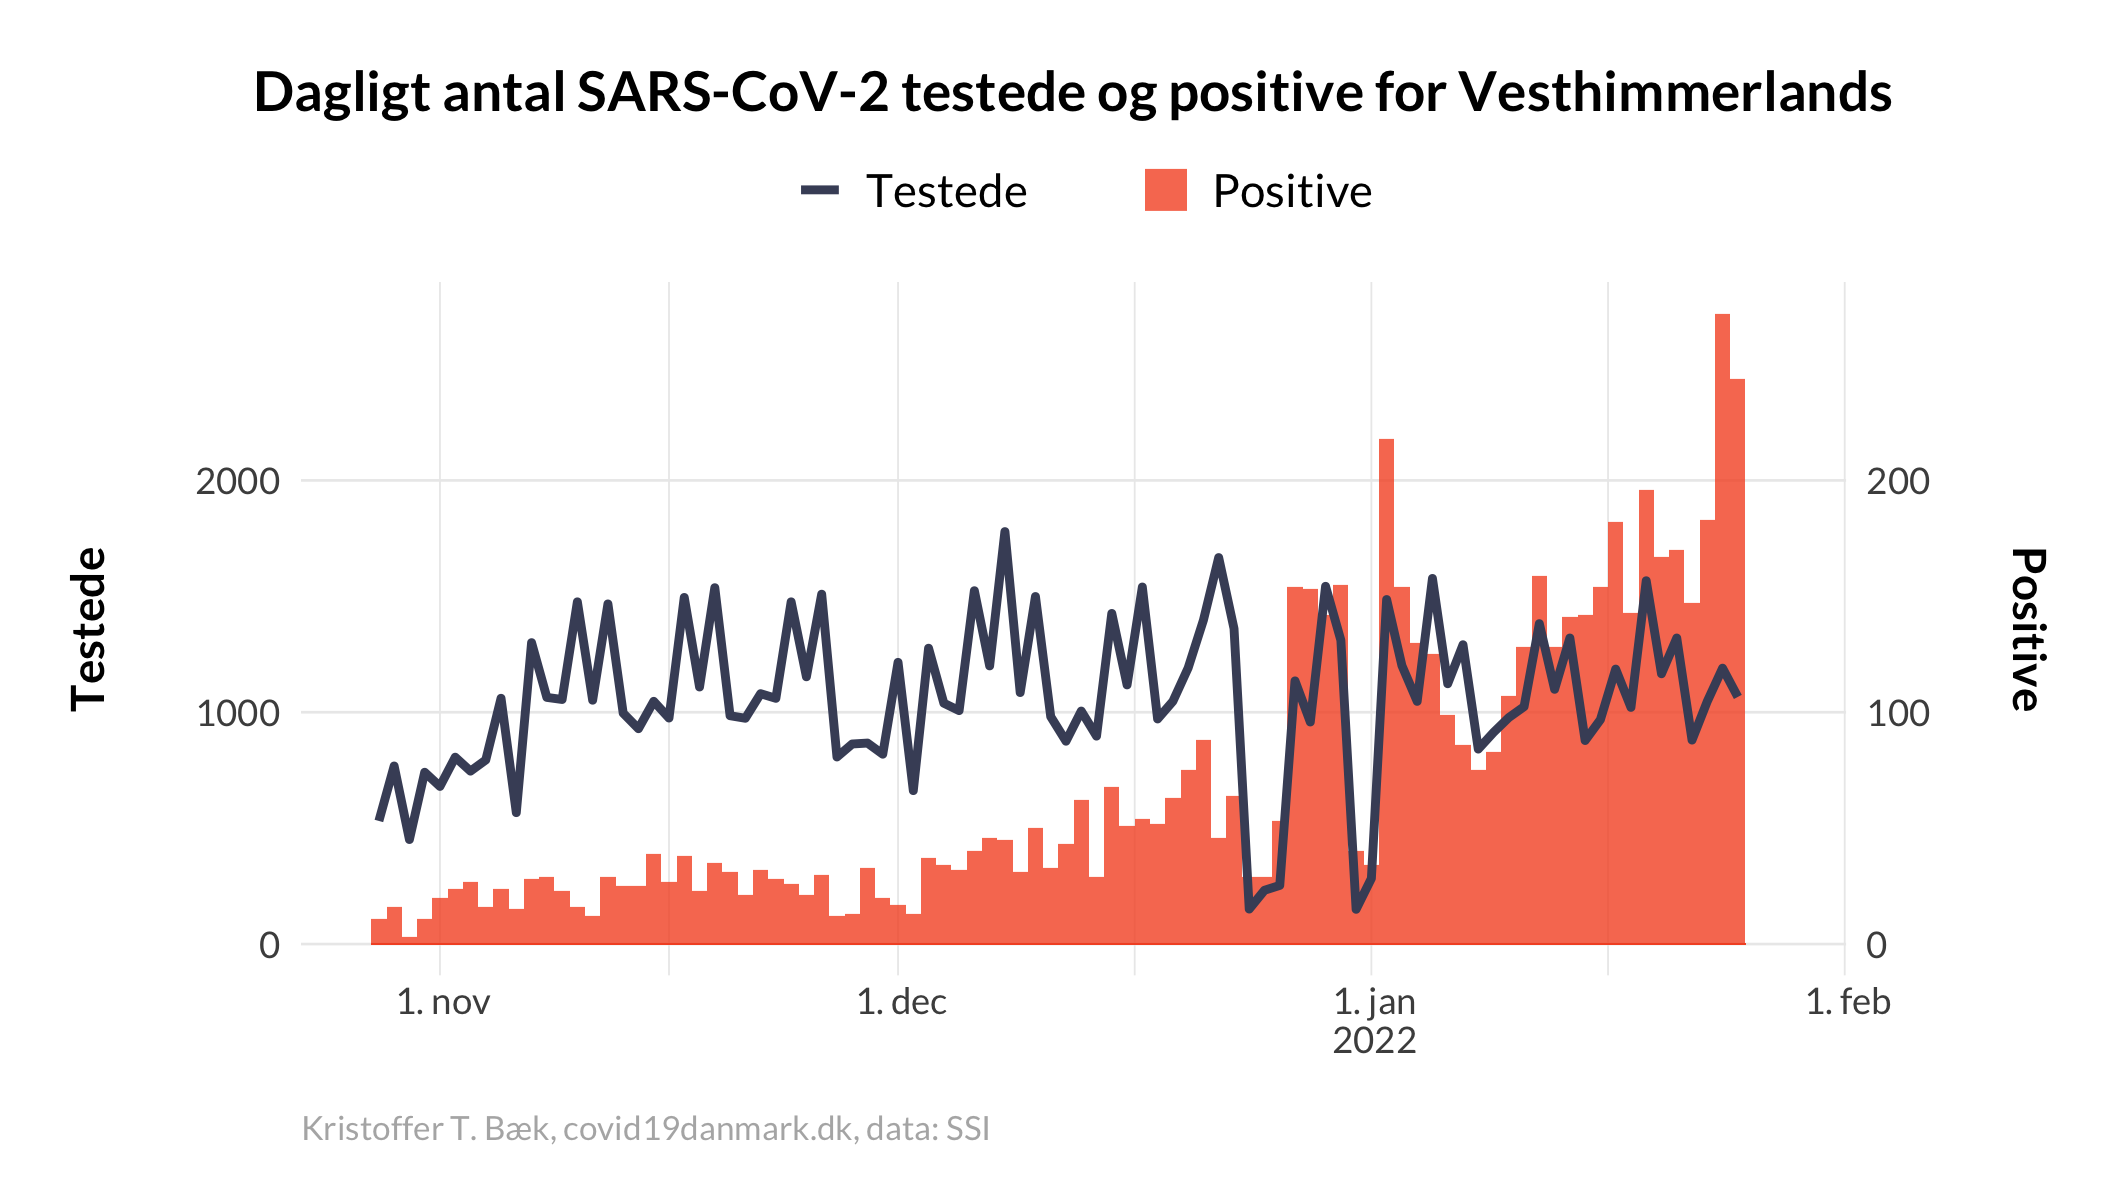 Dagligt antal SARS-CoV-2 testede og positive for Vesthimmerlands
Testede
Positive
Testede
2000
1000
0
200
100
0
Positive
1. nov
1. dec
1. jan
2022
1. feb
Kristoffer T. Bæk, covid19danmark.dk, data: SSI